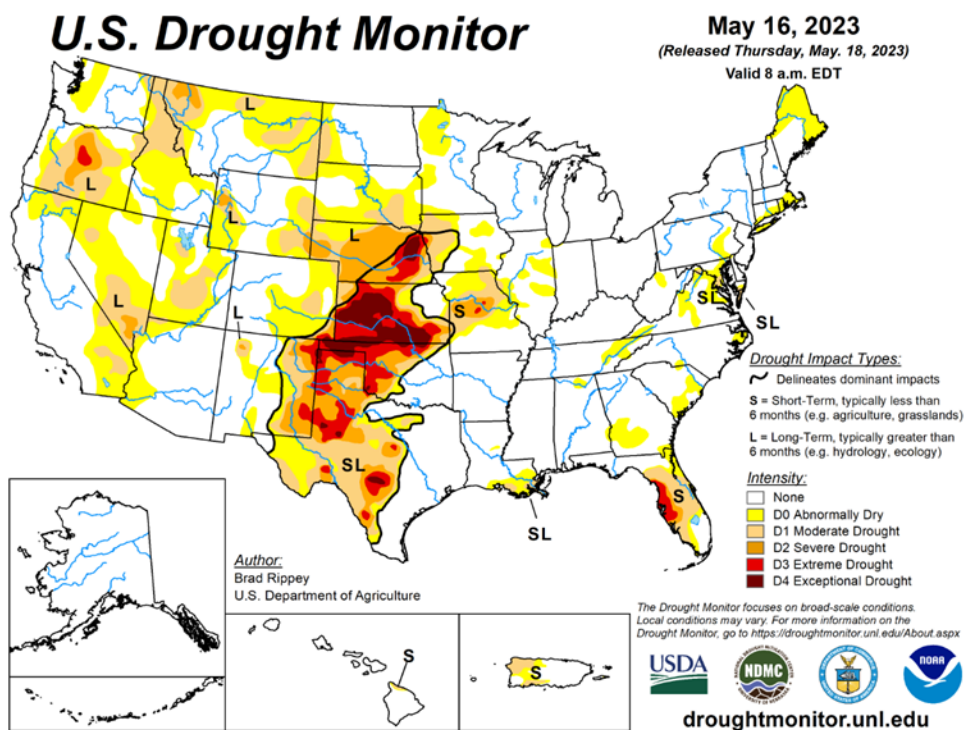 U.S. Drought Monitor
May 16, 2023
(Released Thursday, May. 18, 2023)
Valid 8 a.m. EDT
L
L
L
L
L
L
L
S
SL
SL
SL
S
SL
Drought Impact Types:
Delineates dominant impacts
S = Short-Term, typically less than
6 months (e.g. agriculture, grasslands)
L = Long-Term, typically greater than
6 months (e.g. hydrology, ecology)
Intensity:
None
D0 Abnormally Dry
D1 Moderate Drought
D2 Severe Drought
D3 Extreme Drought
D4 Exceptional Drought
Author:
Brad Rippey
U.S. Department of Agriculture
S
S
The Drought Monitor focuses on broad-scale conditions.
Local conditions may vary. For more information on the
Drought Monitor, go to https://droughtmonitor.unl.edu/About.aspx
USDA
NDMC
NOAA
droughtmonitor.unl.edu